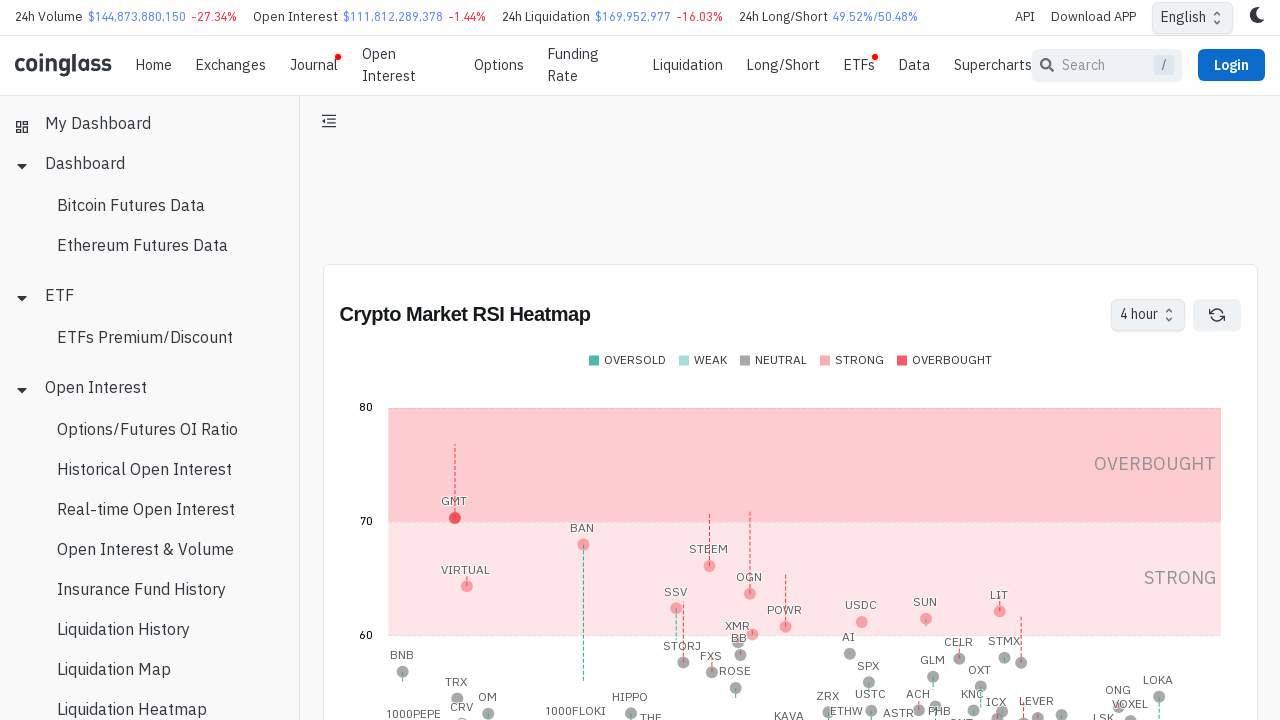 24h Volume $144,873,880,150 -27.34% Open Interest $111,812,289,378 -1.44% 24h Liquidation $169,952,977 -16.03% 24h Long/Short 49.52%/50.48% API Download APP English
coinglass Home Exchanges Journal Open Interest Options Funding Rate Liquidation Long/Short ETFs Data Supercharts Search / Login
My Dashboard
Dashboard
Bitcoin Futures Data
Ethereum Futures Data
ETF
ETFs Premium/Discount
Open Interest
Options/Futures OI Ratio
Historical Open Interest
Real-time Open Interest
Open Interest & Volume
Insurance Fund History
Liquidation History
Liquidation Map
Liquidation Heatmap
Crypto Market RSI Heatmap 4 hour
OVERSOLD WEAK NEUTRAL STRONG OVERBOUGHT
80
OVERBOUGHT
GMT
70
BAN
STEEM
VIRTUAL
OGN
STRONG
SSV
LIT
SUN
USDC
POWR
XMR
60
BB
AI
STMX
CELR
STORJ
BNB
FXS
GLM
SPX
OXT
ROSE
LOKA
TRX
ONG
KNC
ACH
USTC
ZRX
HIPPO
OM
LEVER
ICX
VOXEL
CRV
1000FLOKI
ETHW
PHB
ASTR
1000PEPE
KAVA
THE
LSK